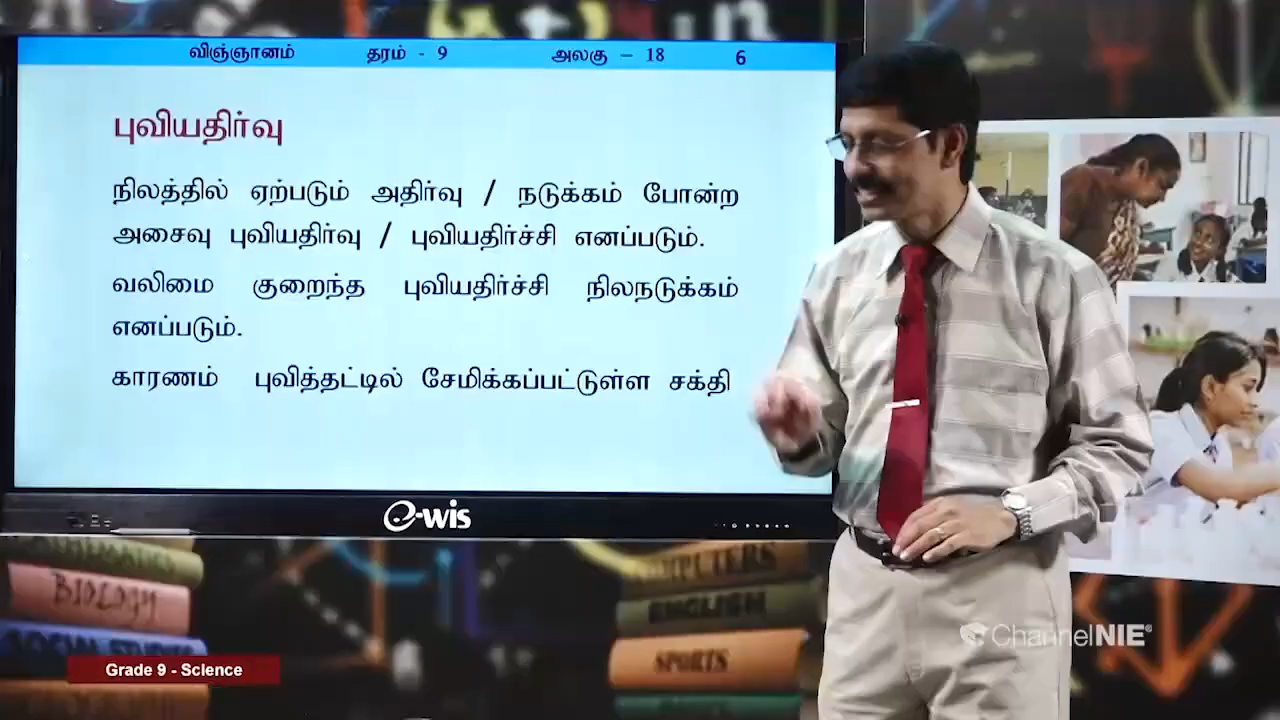 விஞ்ஞானம் தரம் - 9 அலகு – 18 6
புவியதிர்வு
நிலத்தில் ஏற்படும் அதிர்வு / நடுக்கம் போன்ற
அசைவு புவியதிர்வு / புவியதிர்ச்சி எனப்படும்.
வலிமை குறைந்த புவியதிர்ச்சி நிலநடுக்கம்
எனப்படும்.
காரணம் புவித்தட்டில் சேமிக்கப்பட்டுள்ள சக்தி
e-wis
BIOLOGY
SOCIAL STUDIES
COMPUTERS
ENGLISH
SPORTS
ChannelNIE
Grade 9 - Science